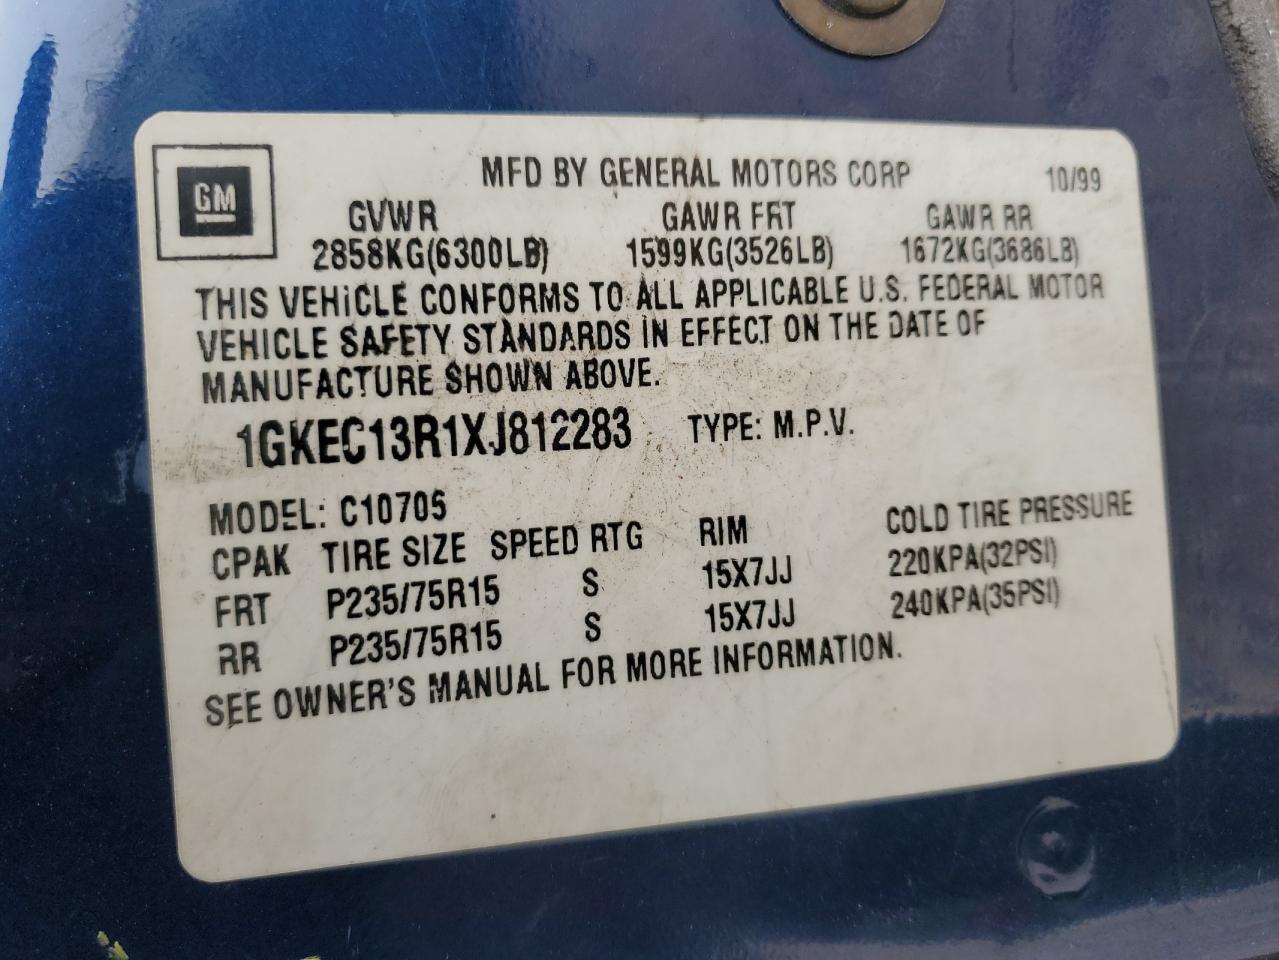 GM
MFD BY GENERAL MOTORS CORP 10/99
GVWR GAWR FRT GAWR RR
2858KG(6300LB) 1599KG(3526LB) 1672KG(3686LB)
THIS VEHICLE CONFORMS TO ALL APPLICABLE U.S. FEDERAL MOTOR
VEHICLE SAFETY STANDARDS IN EFFECT ON THE DATE OF
MANUFACTURE SHOWN ABOVE.
1GKEC13R1XJ812283 TYPE: M.P.V.
MODEL: C10705
CPAK TIRE SIZE SPEED RTG RIM COLD TIRE PRESSURE
FRT P235/75R15 S 15X7JJ 220KPA(32PSI)
RR P235/75R15 S 15X7JJ 240KPA(35PSI)
SEE OWNER'S MANUAL FOR MORE INFORMATION.